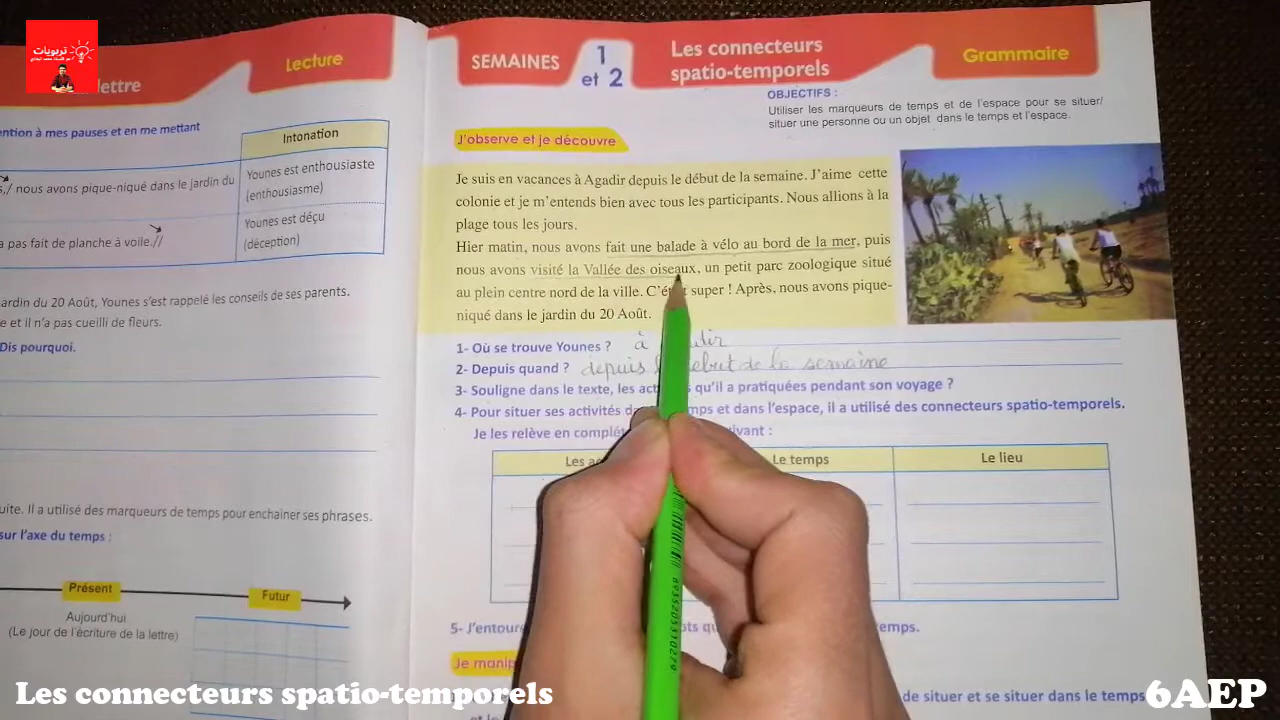 تربويات
lettre
Lecture
ention à mes pauses et en me mettant
Intonation
s,/ nous avons pique-niqué dans le jardin du
Younes est enthousiaste
(enthousiasme)
a pas fait de planche à voile.//
Younes est déçu
(déception)
jardin du 20 Août, Younes s'est rappelé les conseils de ses parents.
e et il n'a pas cueilli de fleurs.
Dis pourquoi.
uite. Il a utilisé des marqueurs de temps pour enchainer ses phrases.
sur l'axe du temps :
Présent
Futur
Aujourd'hui
(Le jour de l'écriture de la lettre)
SEMAINES 1 et 2
Les connecteurs
spatio-temporels
Grammaire
OBJECTIFS :
Utiliser les marqueurs de temps et de l'espace pour se situer/
situer une personne ou un objet dans le temps et l'espace.
J'observe et je découvre
Je suis en vacances à Agadir depuis le début de la semaine. J'aime cette
colonie et je m'entends bien avec tous les participants. Nous allions à la
plage tous les jours.
Hier matin, nous avons fait une balade à vélo au bord de la mer, puis
nous avons visité la Vallée des oiseaux, un petit parc zoologique situé
au plein centre nord de la ville. C'ét t super ! Après, nous avons pique-
niqué dans le jardin du 20 Août.
1- Où se trouve Younes ? à
2- Depuis quand ? depuis l debut de la semaine
3- Souligne dans le texte, les act s qu'il a pratiquées pendant son voyage ?
4- Pour situer ses activités d mps et dans l'espace, il a utilisé des connecteurs spatio-temporels.
Je les relève en complét ivant :
Les a
Le temps
Le lieu
5- J'entoure ts qu emps.
Je manip
de situer et se situer dans le temps
Les connecteurs spatio-temporels
6AEP